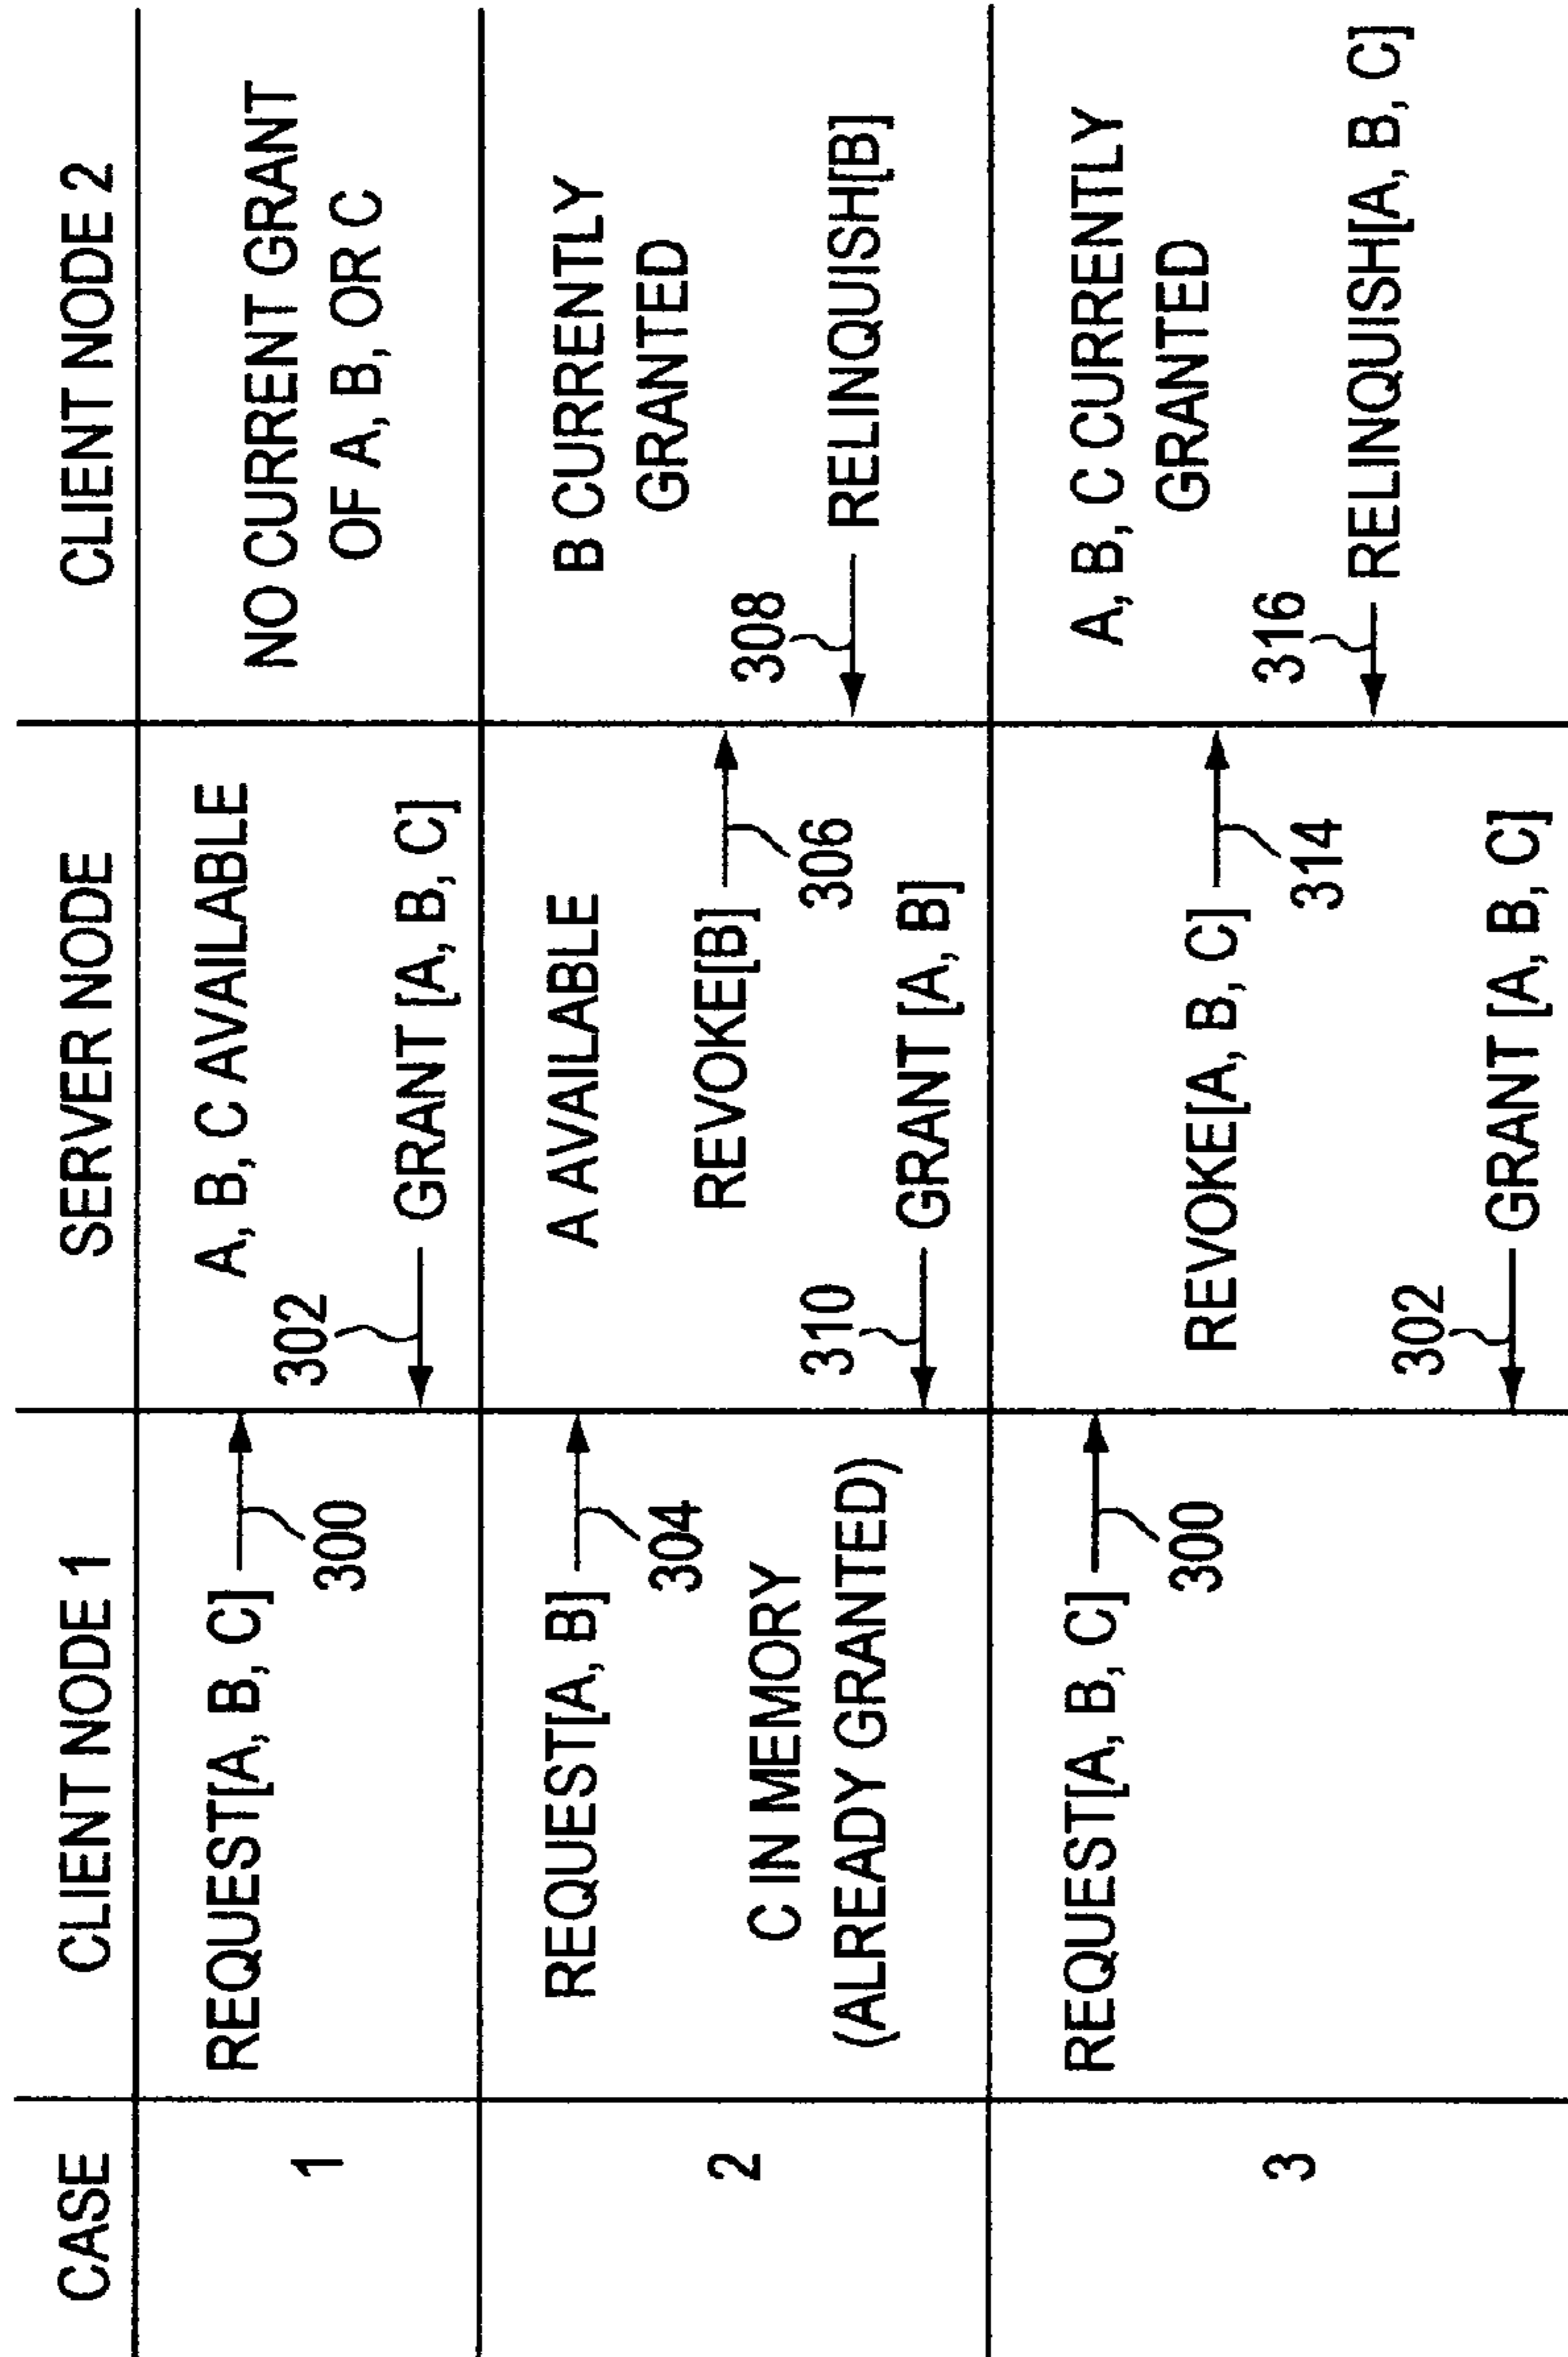 CASE
CLIENT NODE 1
SERVER NODE
CLIENT NODE 2
1
REQUEST[A, B, C]
300
A, B, C AVAILABLE
302
GRANT [A, B, C]
NO CURRENT GRANT
OF A, B, OR C
2
REQUEST[A, B]
304
C IN MEMORY
(ALREADY GRANTED)
A AVAILABLE
REVOKE[B]
306
310
GRANT [A, B]
B CURRENTLY
GRANTED
308
RELINQUISH[B]
3
REQUEST[A, B, C]
300
REVOKE[A, B, C]
314
302
GRANT [A, B, C]
A, B, C CURRENTLY
GRANTED
316
RELINQUISH[A, B, C]